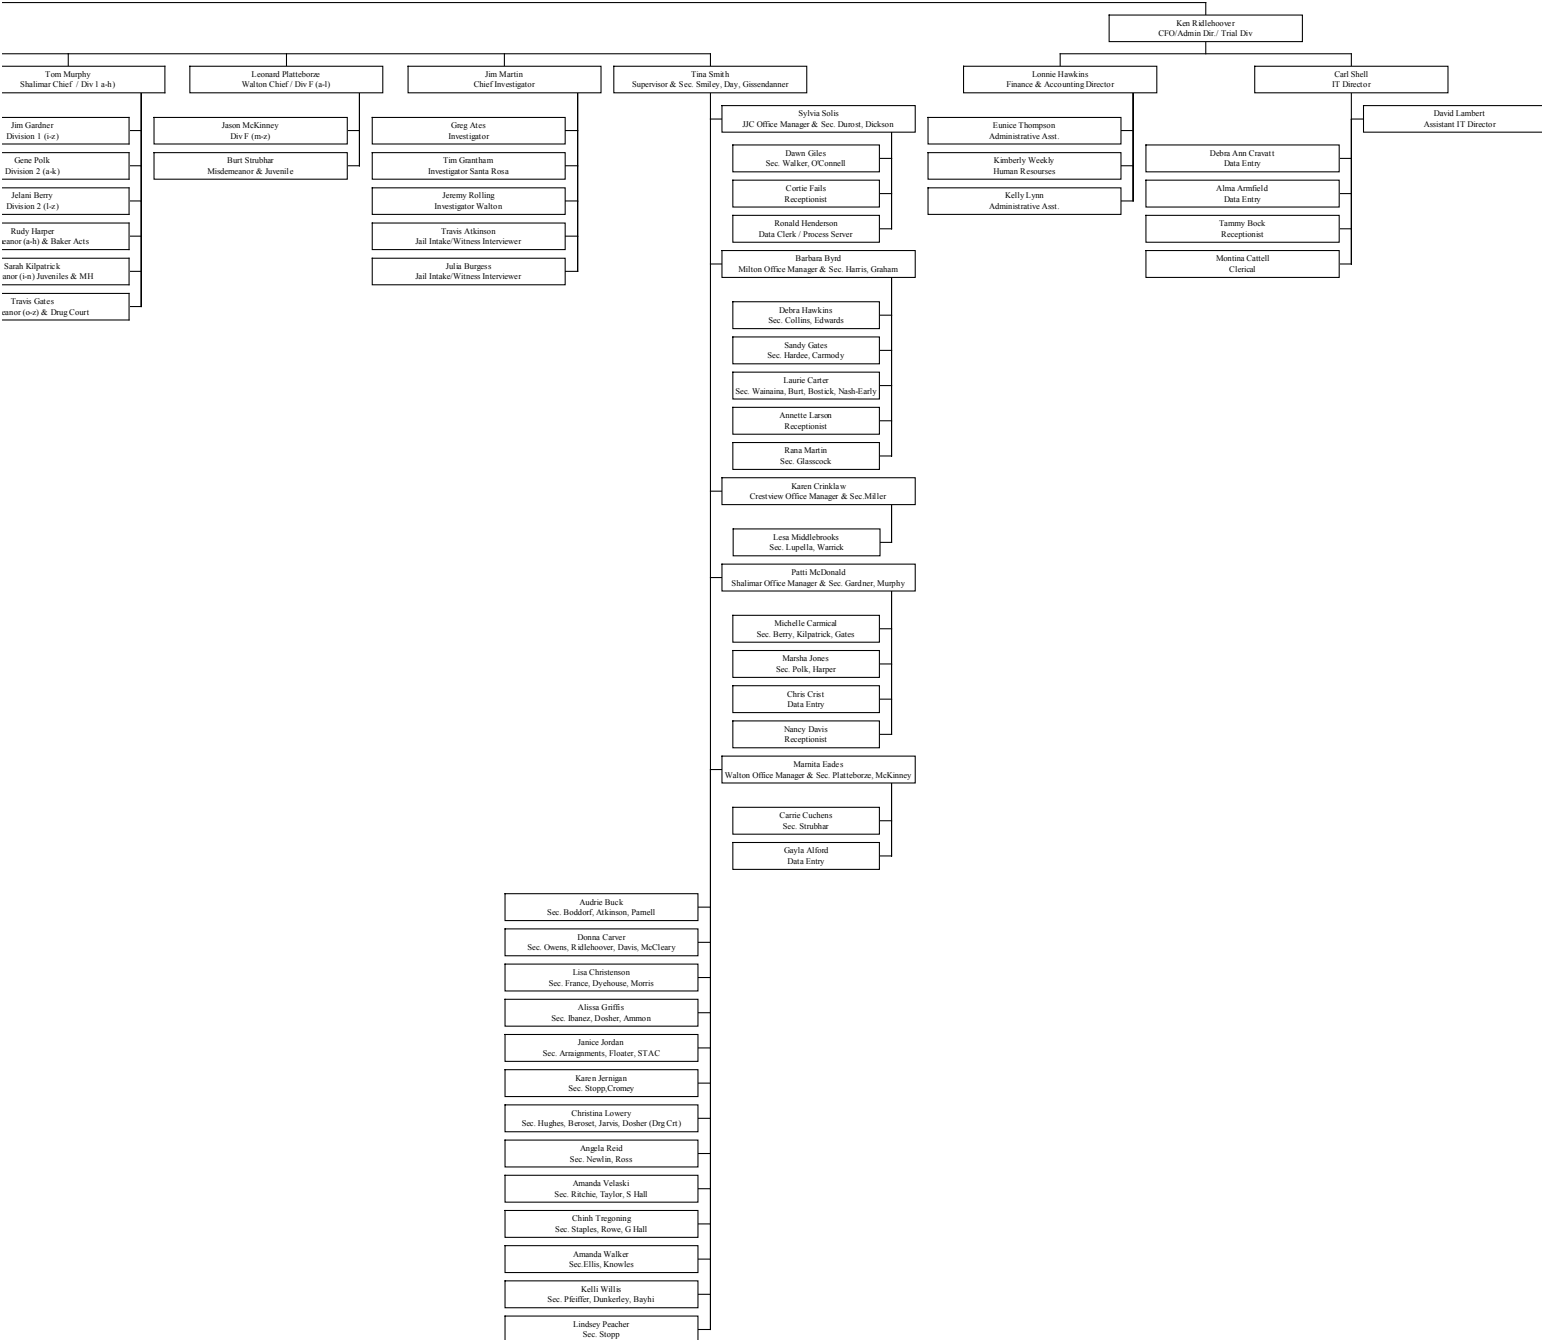 Ken Ridlehoover
CFO/Admin Dir./ Trial Div
Tom Murphy
Shalimar Chief / Div 1 a-h)
Jim Gardner
Division 1 (i-z)
Gene Polk
Division 2 (a-k)
Jelani Berry
Division 2 (l-z)
Rudy Harper
(a-h) & Baker Acts
Sarah Kilpatrick
(i-n) Juveniles & MH
Travis Gates
(o-z) & Drug Court
Leonard Platteborze
Walton Chief / Div F (a-l)
Jason McKinney
Div F (m-z)
Burt Strubhar
Misdemeanor & Juvenile
Jim Martin
Chief Investigator
Greg Ates
Investigator
Tim Grantham
Investigator Santa Rosa
Jeremy Rolling
Investigator Walton
Travis Atkinson
Jail Intake/Witness Interviewer
Julia Burgess
Jail Intake/Witness Interviewer
Tina Smith
Supervisor & Sec. Smiley, Day, Gissendanner
Sylvia Solis
JJC Office Manager & Sec. Durost, Dickson
Dawn Giles
Sec. Walker, O'Connell
Cortie Fails
Receptionist
Ronald Henderson
Data Clerk / Process Server
Barbara Byrd
Milton Office Manager & Sec. Harris, Graham
Debra Hawkins
Sec. Collins, Edwards
Sandy Gates
Sec. Hardee, Carmody
Laurie Carter
Sec. Wainaina, Burt, Bostick, Nash-Early
Annette Larson
Receptionist
Rana Martin
Sec. Glasscock
Karen Crinklaw
Crestview Office Manager & Sec.Miller
Lesa Middlebrooks
Sec. Lupella, Warrick
Patti McDonald
Shalimar Office Manager & Sec. Gardner, Murphy
Michelle Carmical
Sec. Berry, Kilpatrick, Gates
Marsha Jones
Sec. Polk, Harper
Chris Crist
Data Entry
Nancy Davis
Receptionist
Marnita Eades
Walton Office Manager & Sec. Platteborze, McKinney
Carrie Cuchens
Sec. Strubhar
Gayla Alford
Data Entry
Audrie Buck
Sec. Boddorf, Atkinson, Parnell
Donna Carver
Sec. Owens, Ridlehoover, Davis, McCleary
Lisa Christenson
Sec. France, Dyehouse, Morris
Alissa Griffis
Sec. Ibanez, Dosher, Ammon
Janice Jordan
Sec. Arraignments, Floater, STAC
Karen Jernigan
Sec. Stopp,Cromey
Christina Lowery
Sec. Hughes, Beroset, Jarvis, Dosher (Drg Crt)
Angela Reid
Sec. Newlin, Ross
Amanda Velaski
Sec. Ritchie, Taylor, S Hall
Chinh Tregoning
Sec. Staples, Rowe, G Hall
Amanda Walker
Sec.Ellis, Knowles
Kelli Willis
Sec. Pfeiffer, Dunkerley, Bayhi
Lindsey Peacher
Sec. Stopp
Lonnie Hawkins
Finance & Accounting Director
Eunice Thompson
Administrative Asst.
Kimberly Weekly
Human Resourses
Kelly Lynn
Administrative Asst.
Carl Shell
IT Director
David Lambert
Assistant IT Director
Debra Ann Cravatt
Data Entry
Alma Armfield
Data Entry
Tammy Bock
Receptionist
Montina Cattell
Clerical